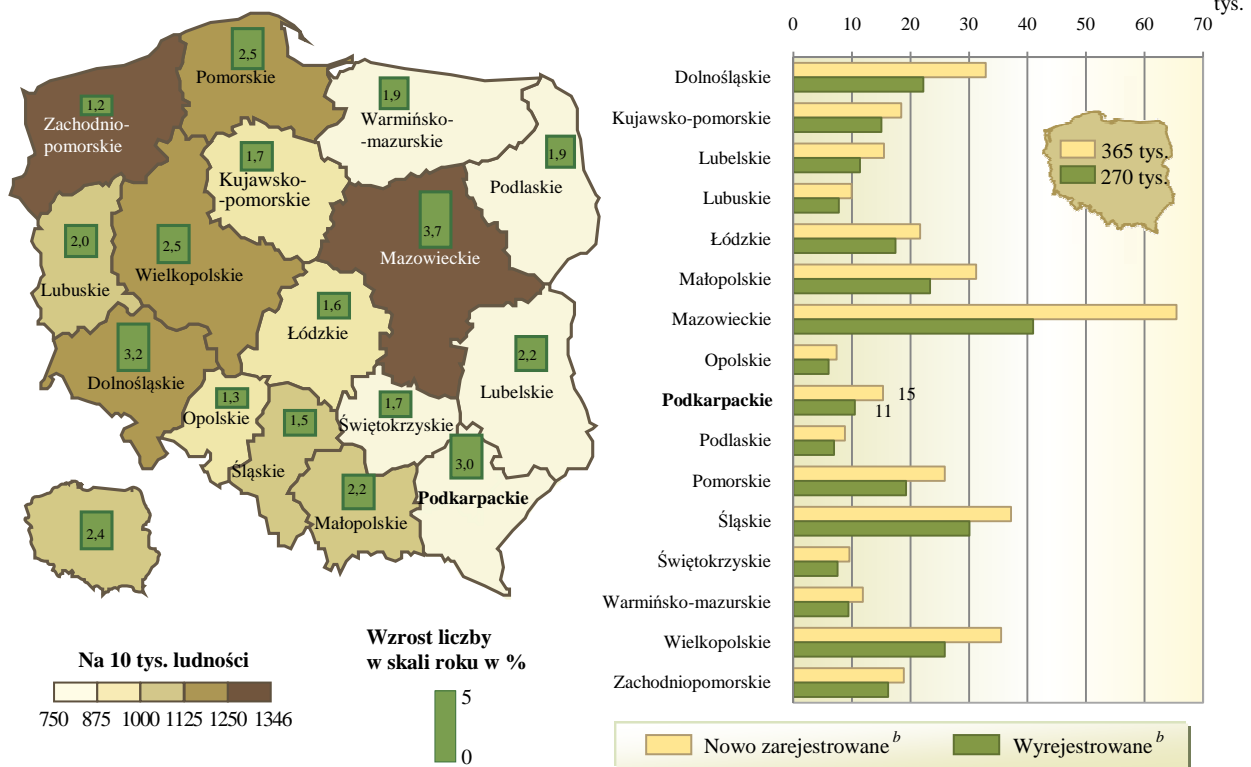 2,5
Pomorskie
1,2
Zachodnio-
pomorskie
1,9
Warmińsko-
-mazurskie
1,9
Podlaskie
1,7
Kujawsko-
-pomorskie
2,0
Lubuskie
2,5
Wielkopolskie
3,7
Mazowieckie
1,6
Łódzkie
3,2
Dolnośląskie
2,2
Lubelskie
1,3
Opolskie
1,5
Śląskie
1,7
Świętokrzyskie
2,2
Małopolskie
3,0
Podkarpackie
2,4
Na 10 tys. ludności
750 875 1000 1125 1250 1346
Wzrost liczby
w skali roku w %
5
0
tys.
0 10 20 30 40 50 60 70
Dolnośląskie
Kujawsko-pomorskie
Lubelskie
Lubuskie
Łódzkie
Małopolskie
Mazowieckie
Opolskie
Podkarpackie
15
11
Podlaskie
Pomorskie
Śląskie
Świętokrzyskie
Warmińsko-mazurskie
Wielkopolskie
Zachodniopomorskie
365 tys.
270 tys.
Nowo zarejestrowane b Wyrejestrowane b